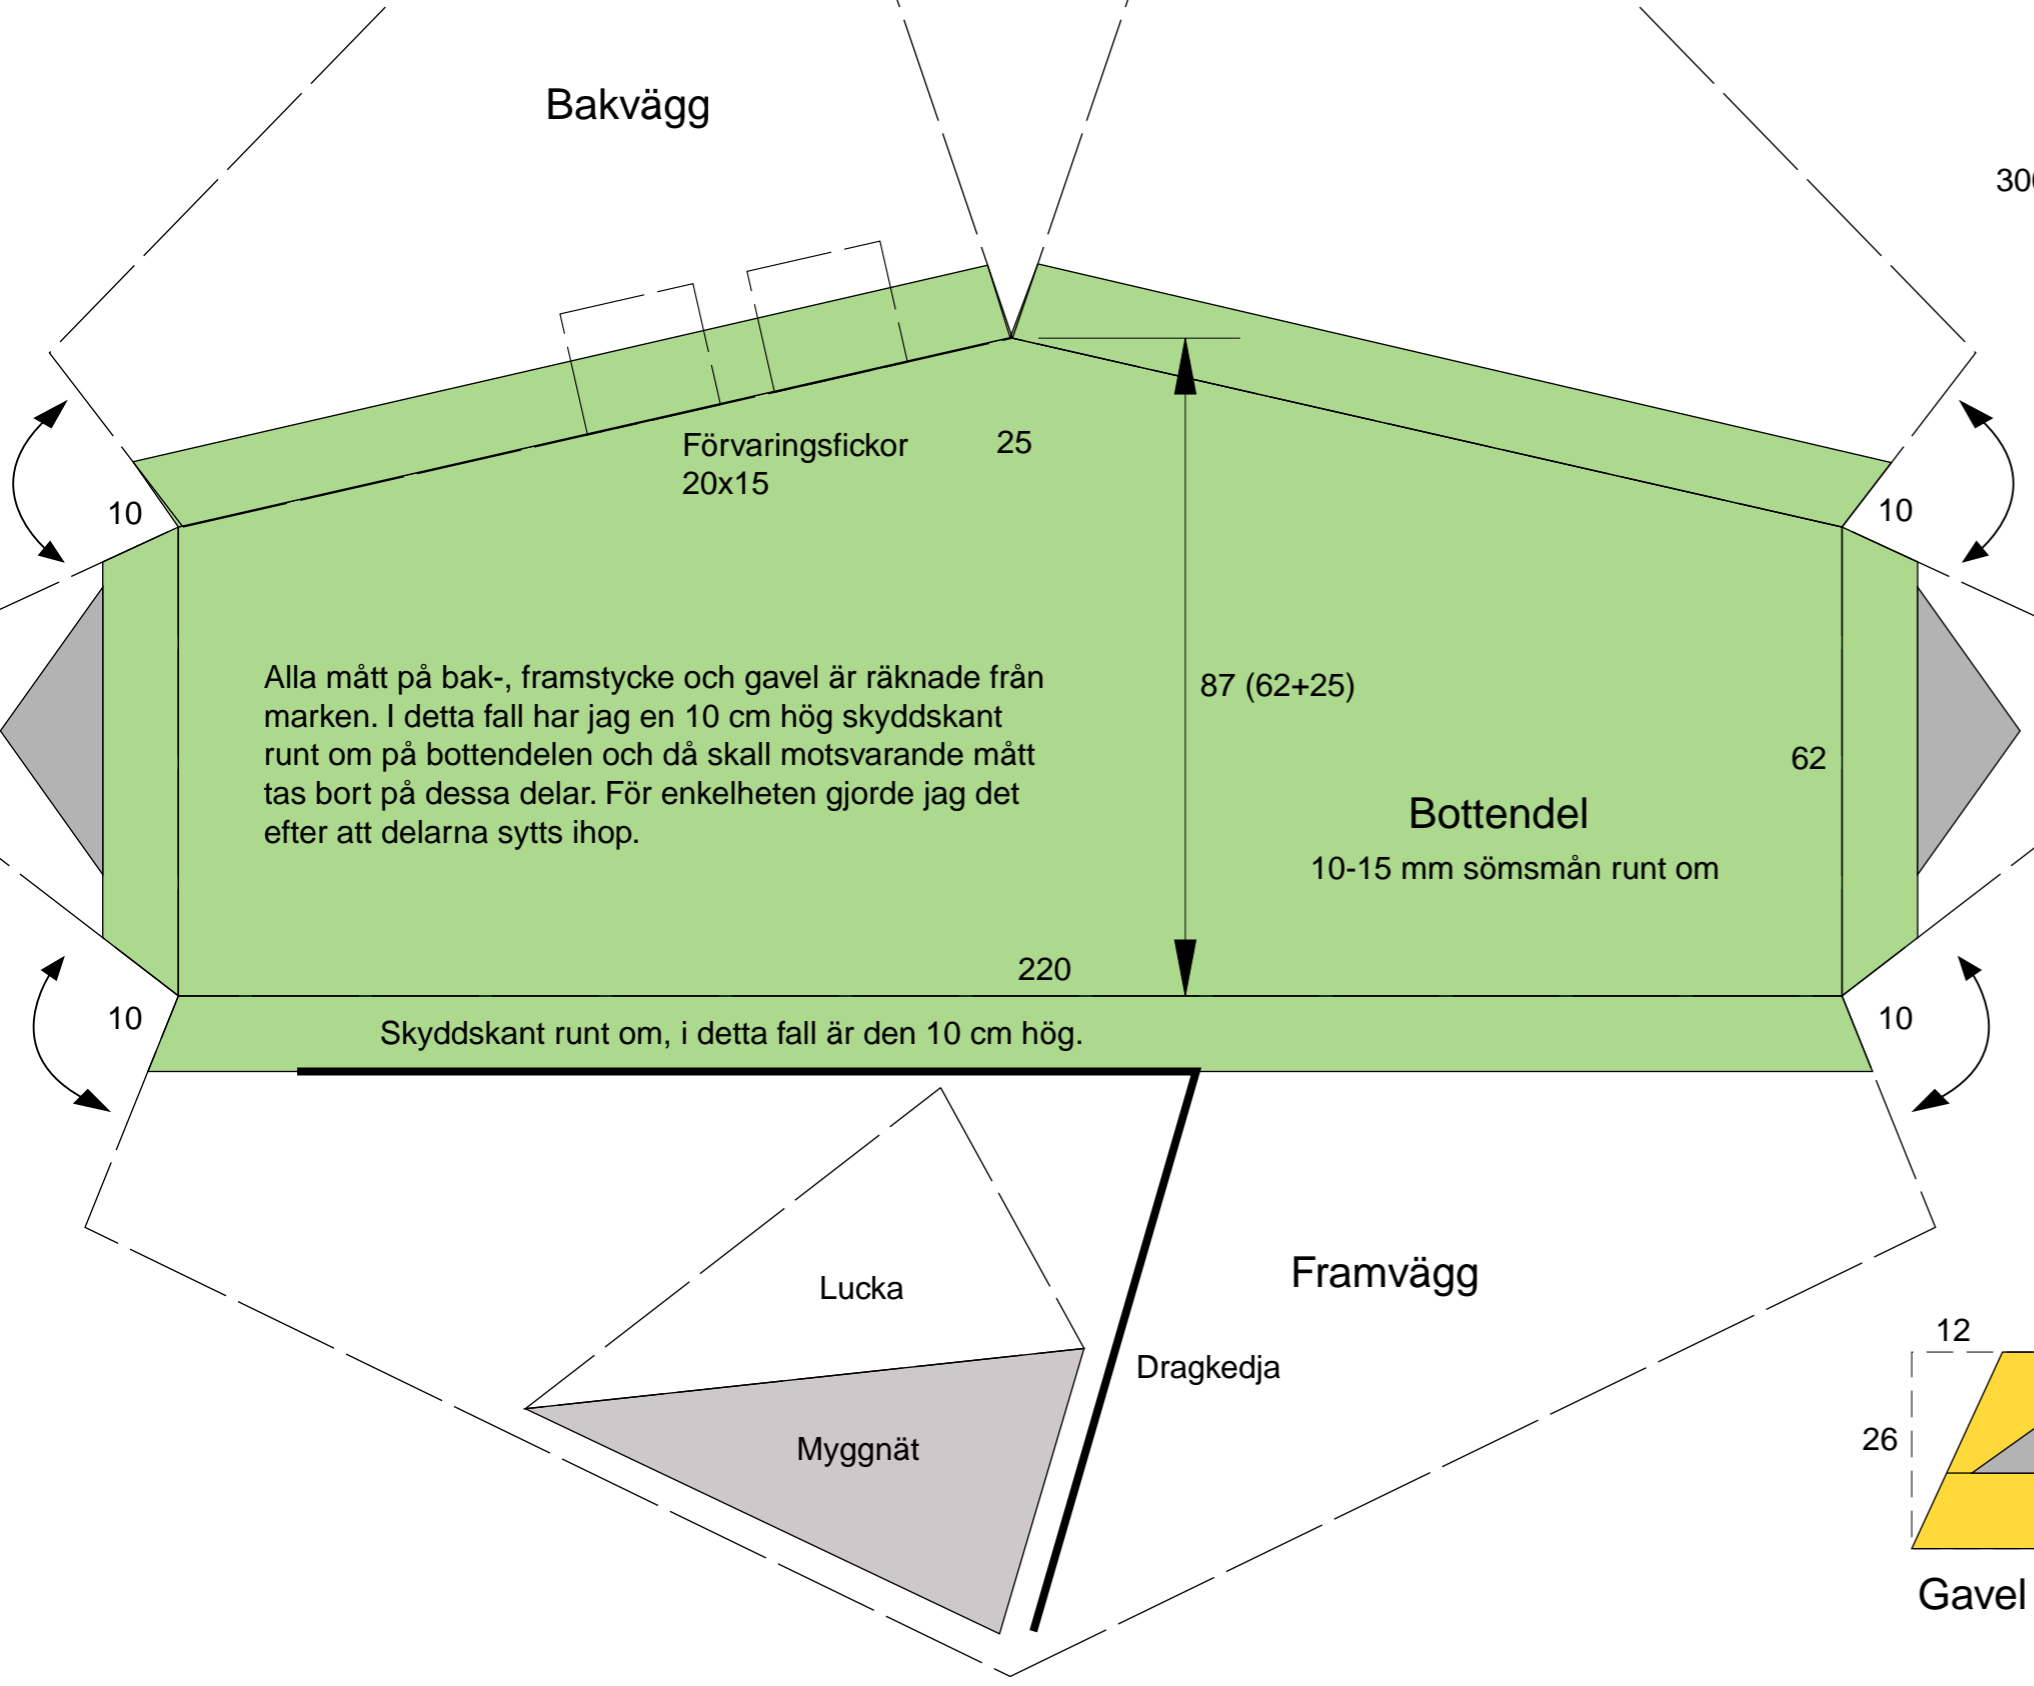 Bakvägg
300
Förvaringsfickor
20x15
25
10
10
Alla mått på bak-, framstycke och gavel är räknade från
marken. I detta fall har jag en 10 cm hög skyddskant
runt om på bottendelen och då skall motsvarande mått
tas bort på dessa delar. För enkelheten gjorde jag det
efter att delarna sytts ihop.
87 (62+25)
62
Bottendel
10-15 mm sömsmån runt om
220
10
Skyddskant runt om, i detta fall är den 10 cm hög.
10
Lucka
Framvägg
Dragkedja
Myggnät
12
26
Gavel